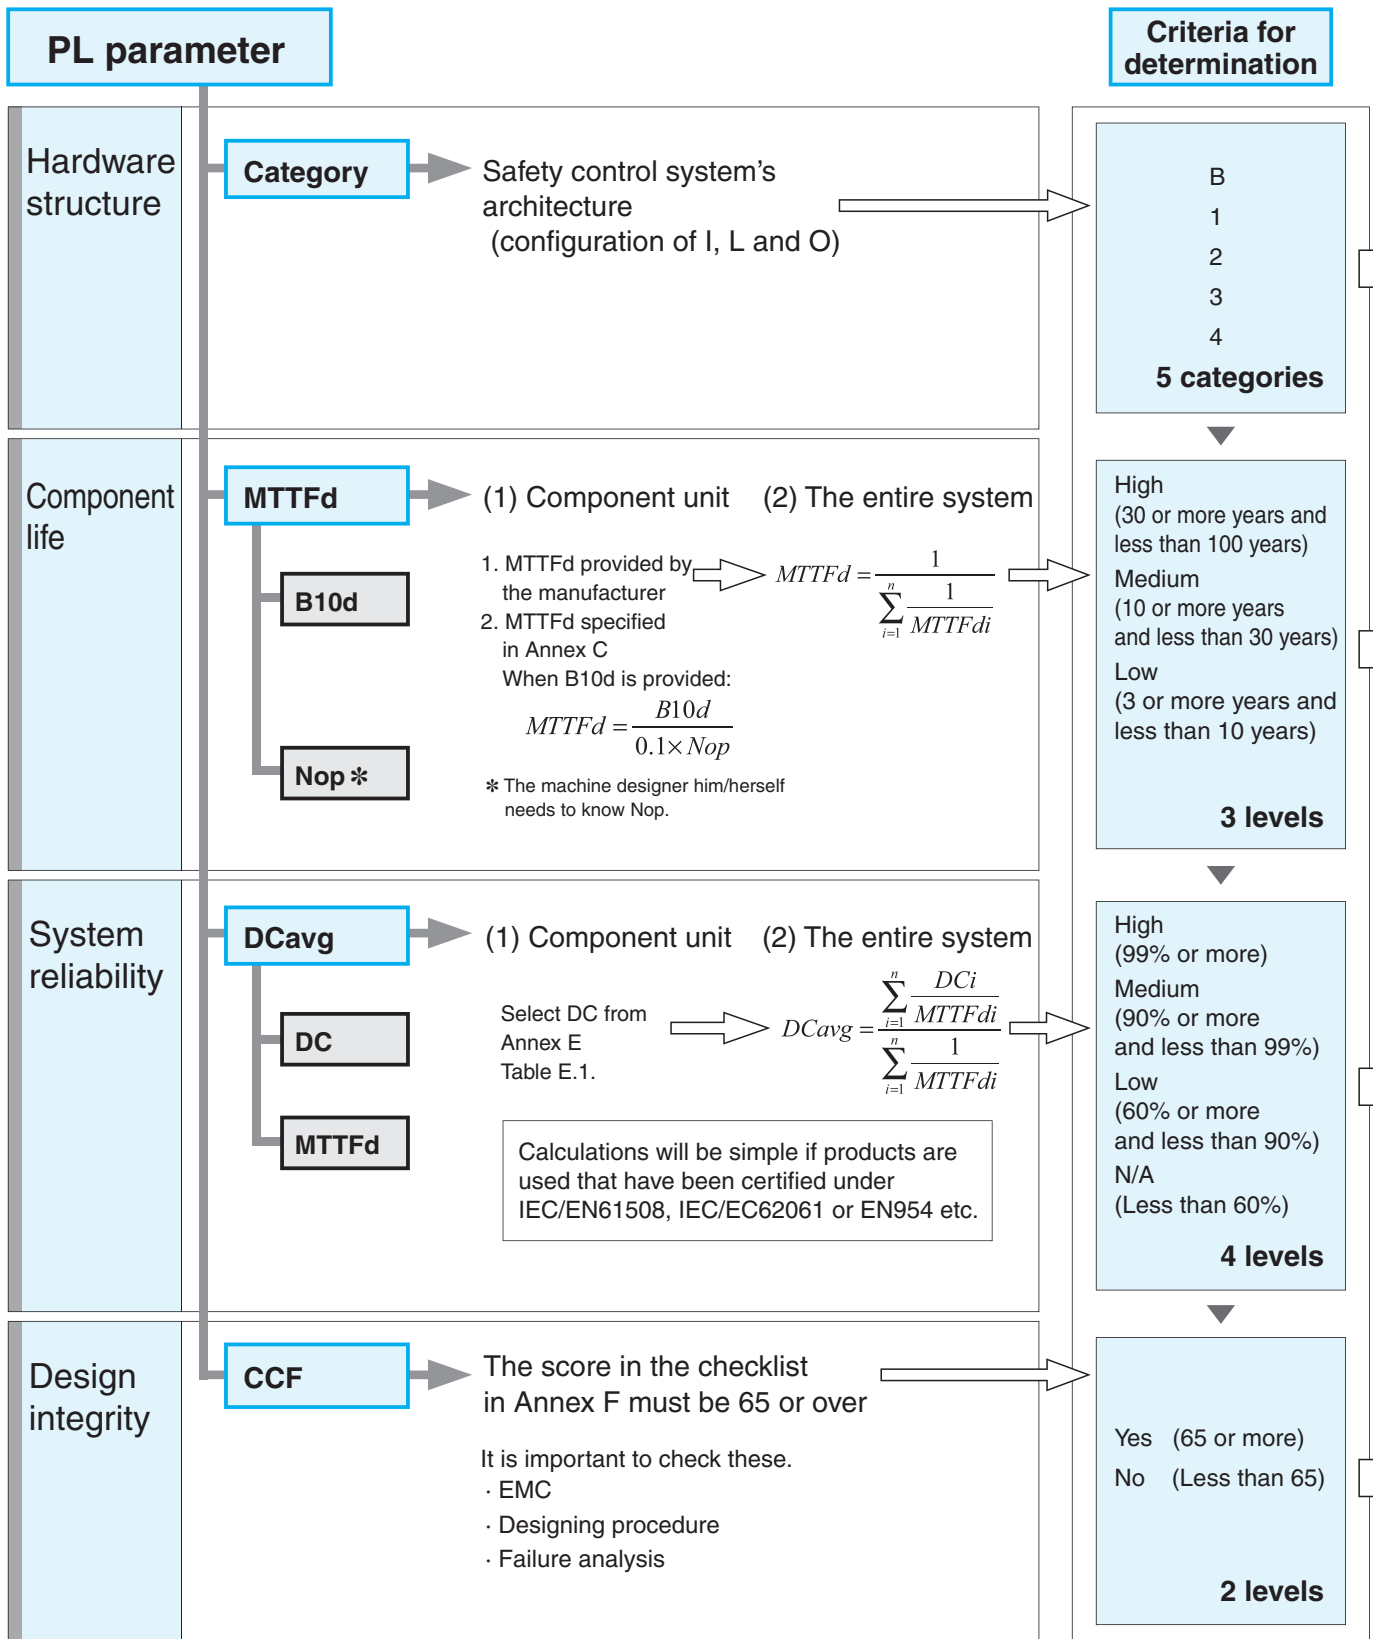 PL parameter
Criteria for
determination
Hardware
structure
Category
Safety control system's
architecture
(configuration of I, L and O)
B
1
2
3
4
5 categories
Component
life
MTTFd
(1) Component unit
(2) The entire system
B10d
1. MTTFd provided by
the manufacturer
2. MTTFd specified
in Annex C
When B10d is provided:
MTTFd = B10d / 0.1 × Nop
MTTFd = 1 / ∑ i=1 n 1 / MTTFdi
Nop *
* The machine designer him/herself
needs to know Nop.
High
(30 or more years and
less than 100 years)
Medium
(10 or more years
and less than 30 years)
Low
(3 or more years and
less than 10 years)
3 levels
System
reliability
DCavg
(1) Component unit
(2) The entire system
DC
Select DC from
Annex E
Table E.1.
DCavg = ∑ i=1 n DCi / MTTFdi / ∑ i=1 n 1 / MTTFdi
MTTFd
Calculations will be simple if products are
used that have been certified under
IEC/EN61508, IEC/EC62061 or EN954 etc.
High
(99% or more)
Medium
(90% or more
and less than 99%)
Low
(60% or more
and less than 90%)
N/A
(Less than 60%)
4 levels
Design
integrity
CCF
The score in the checklist
in Annex F must be 65 or over
It is important to check these.
· EMC
· Designing procedure
· Failure analysis
Yes (65 or more)
No (Less than 65)
2 levels